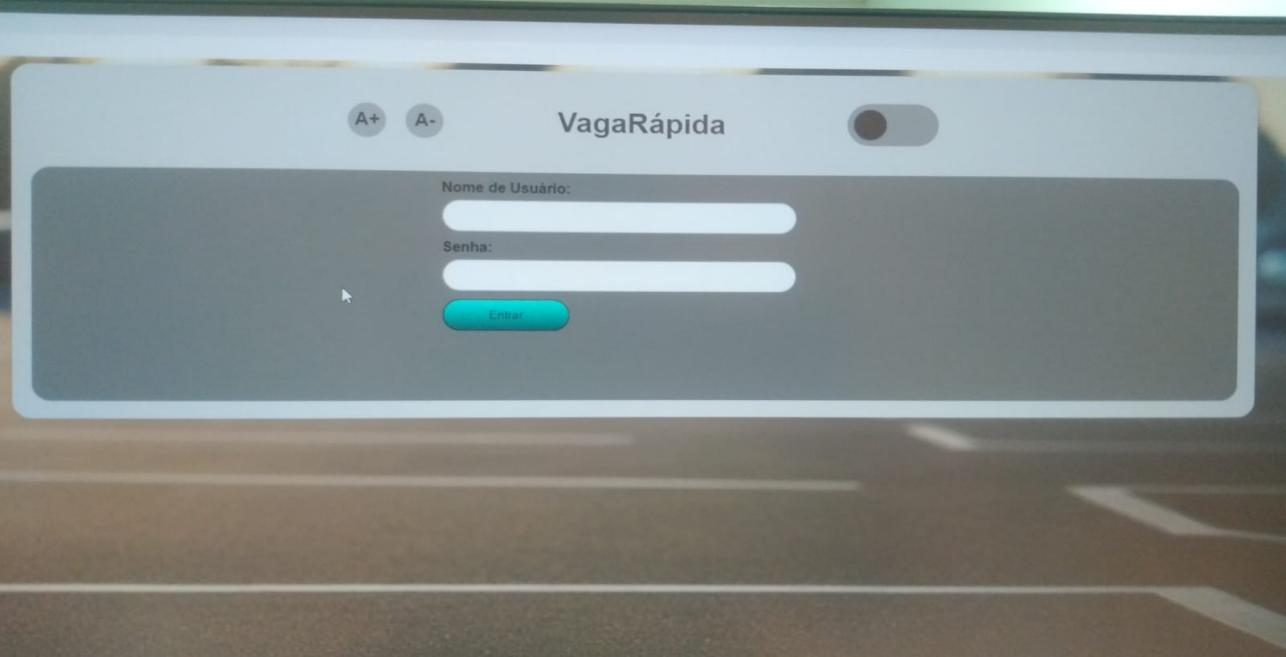 A+ A- VagaRápida
Nome de Usuário:
Senha:
Entrar